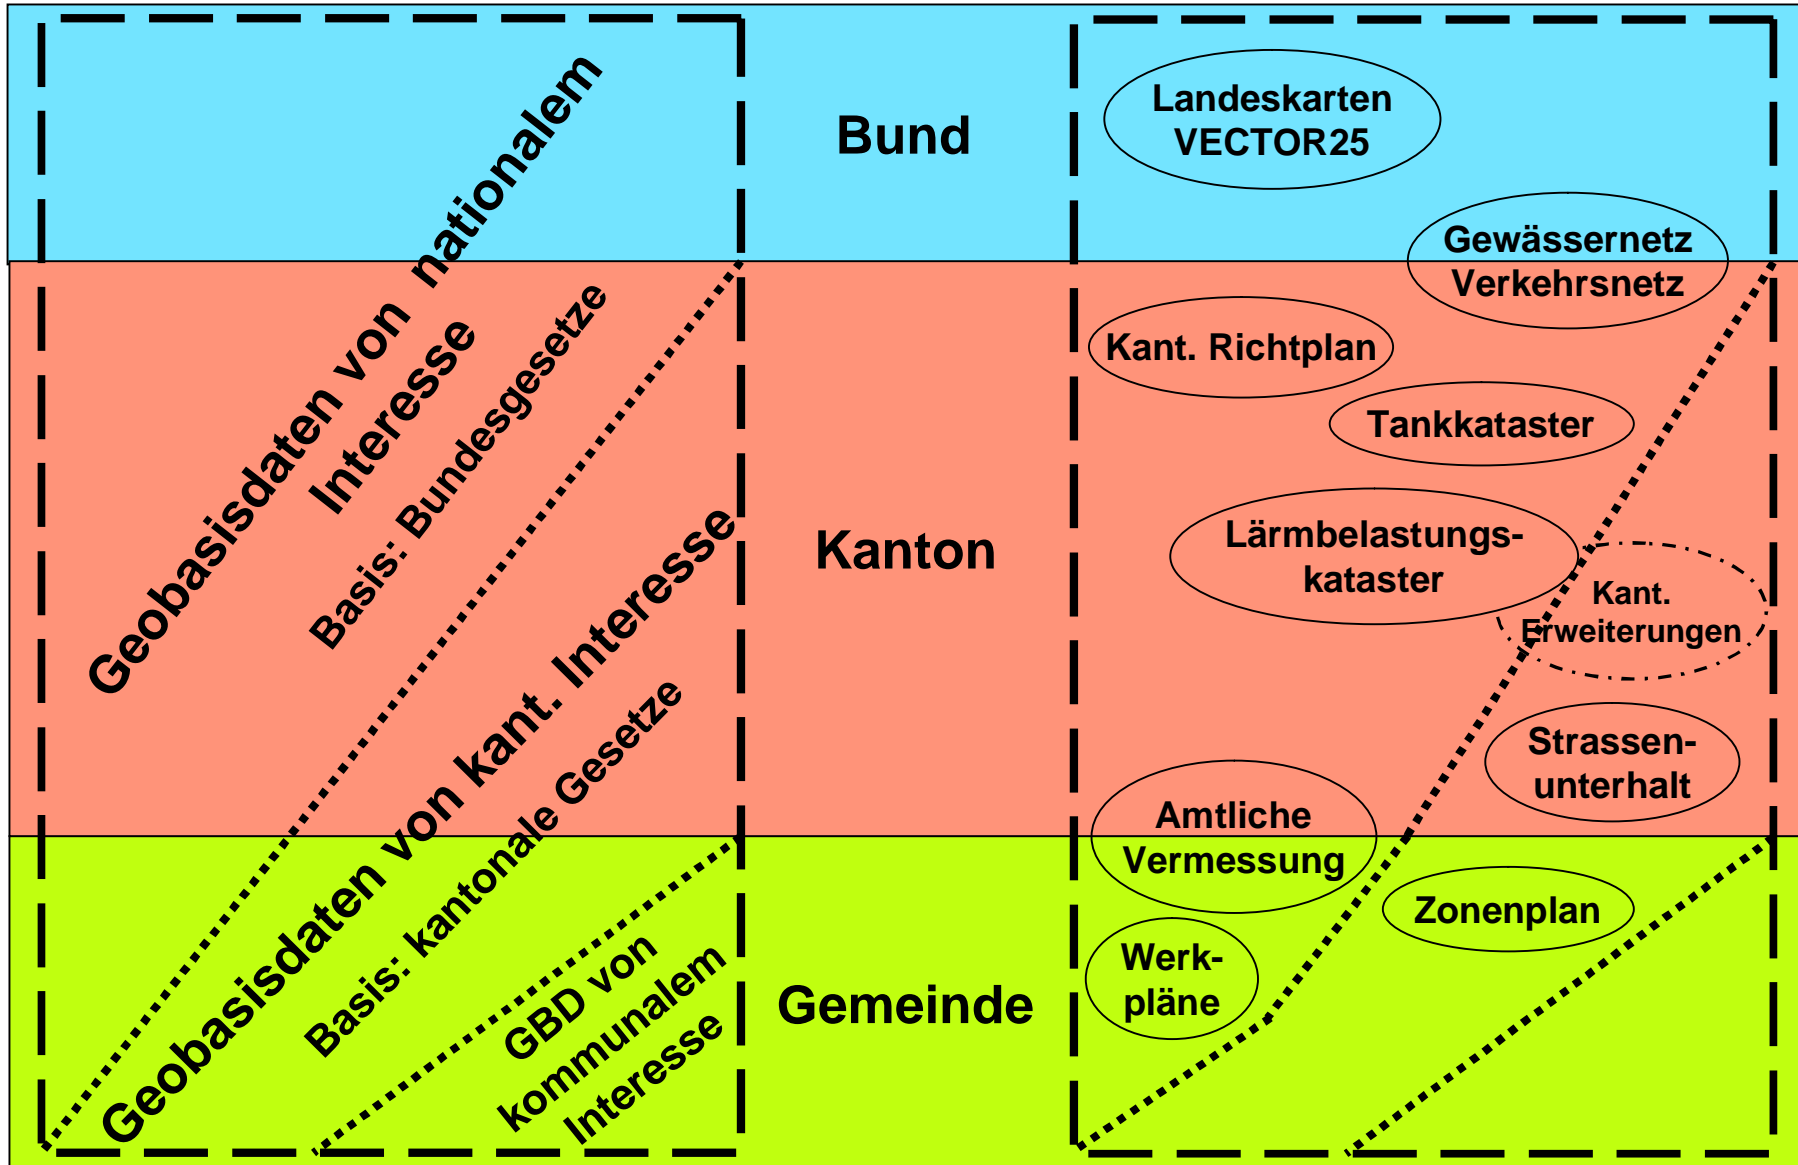 Geobasisdaten von nationalem
Interesse
Basis: Bundesgesetze
Geobasisdaten von kant. Interesse
Basis: kantonale Gesetze
GBD von
kommunalem
Interesse
Bund
Kanton
Gemeinde
Landeskarten
VECTOR25
Gewässernetz
Verkehrsnetz
Kant. Richtplan
Tankkataster
Lärmbelastungs-
kataster
Kant.
Erweiterungen
Strassen-
unterhalt
Amtliche
Vermessung
Zonenplan
Werk-
pläne